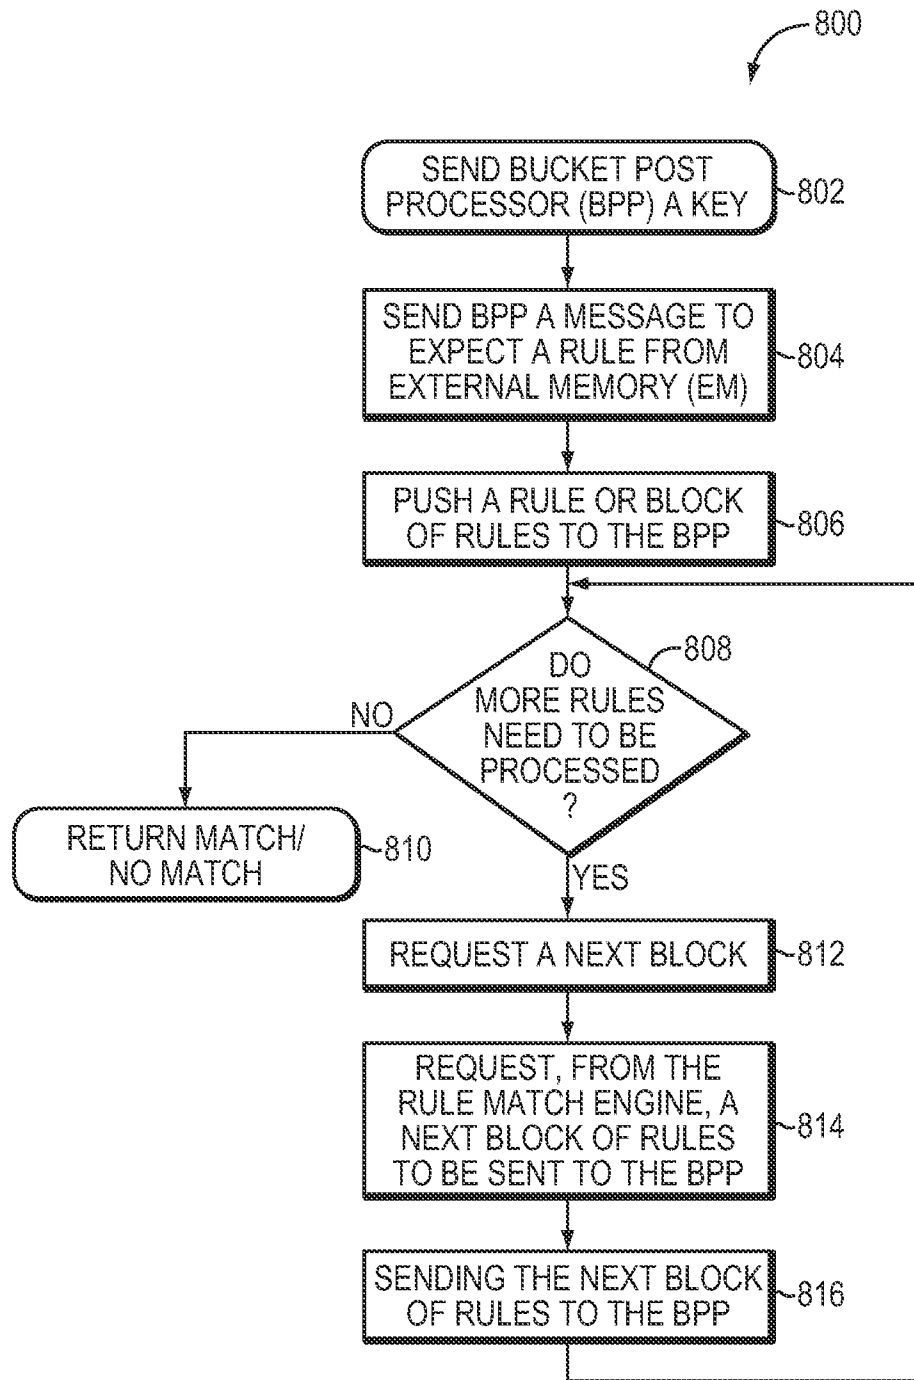 800
SEND BUCKET POST
PROCESSOR (BPP) A KEY
802
SEND BPP A MESSAGE TO
EXPECT A RULE FROM
EXTERNAL MEMORY (EM)
804
PUSH A RULE OR BLOCK
OF RULES TO THE BPP
806
DO
MORE RULES
NEED TO BE
PROCESSED
?
808
NO
RETURN MATCH/
NO MATCH
810
YES
REQUEST A NEXT BLOCK
812
REQUEST, FROM THE
RULE MATCH ENGINE, A
NEXT BLOCK OF RULES
TO BE SENT TO THE BPP
814
SENDING THE NEXT BLOCK
OF RULES TO THE BPP
816